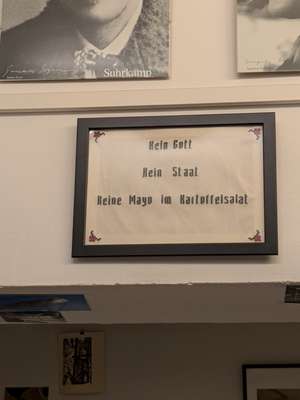 Suhrkamp
Kein Gott
Kein Staat
Keine Mayo im Kartoffelsalat